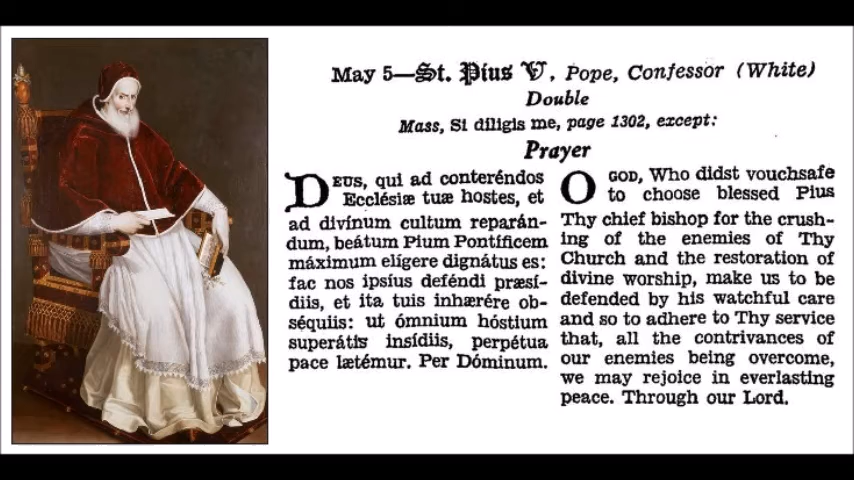 May 5—St. Pius V, Pope, Confessor (White)
Double
Mass, Si díligis me, page 1302, except:
Prayer
DEUS, qui ad conteréndos
Ecclésiæ tuæ hostes, et
ad divínum cultum reparán-
dum, beátum Pium Pontíficem
máximum elígere dignátus es:
fac nos ipsíus deféndi præsí-
diis, et ita tuis inhærére ob-
séquiis: ut ómnium hóstium
superátis insídiis, perpétua
pace lætémur. Per Dóminum.
O GOD, Who didst vouchsafe
to choose blessed Pius
Thy chief bishop for the crush-
ing of the enemies of Thy
Church and the restoration of
divine worship, make us to be
defended by his watchful care
and so to adhere to Thy service
that, all the contrivances of
our enemies being overcome,
we may rejoice in everlasting
peace. Through our Lord.